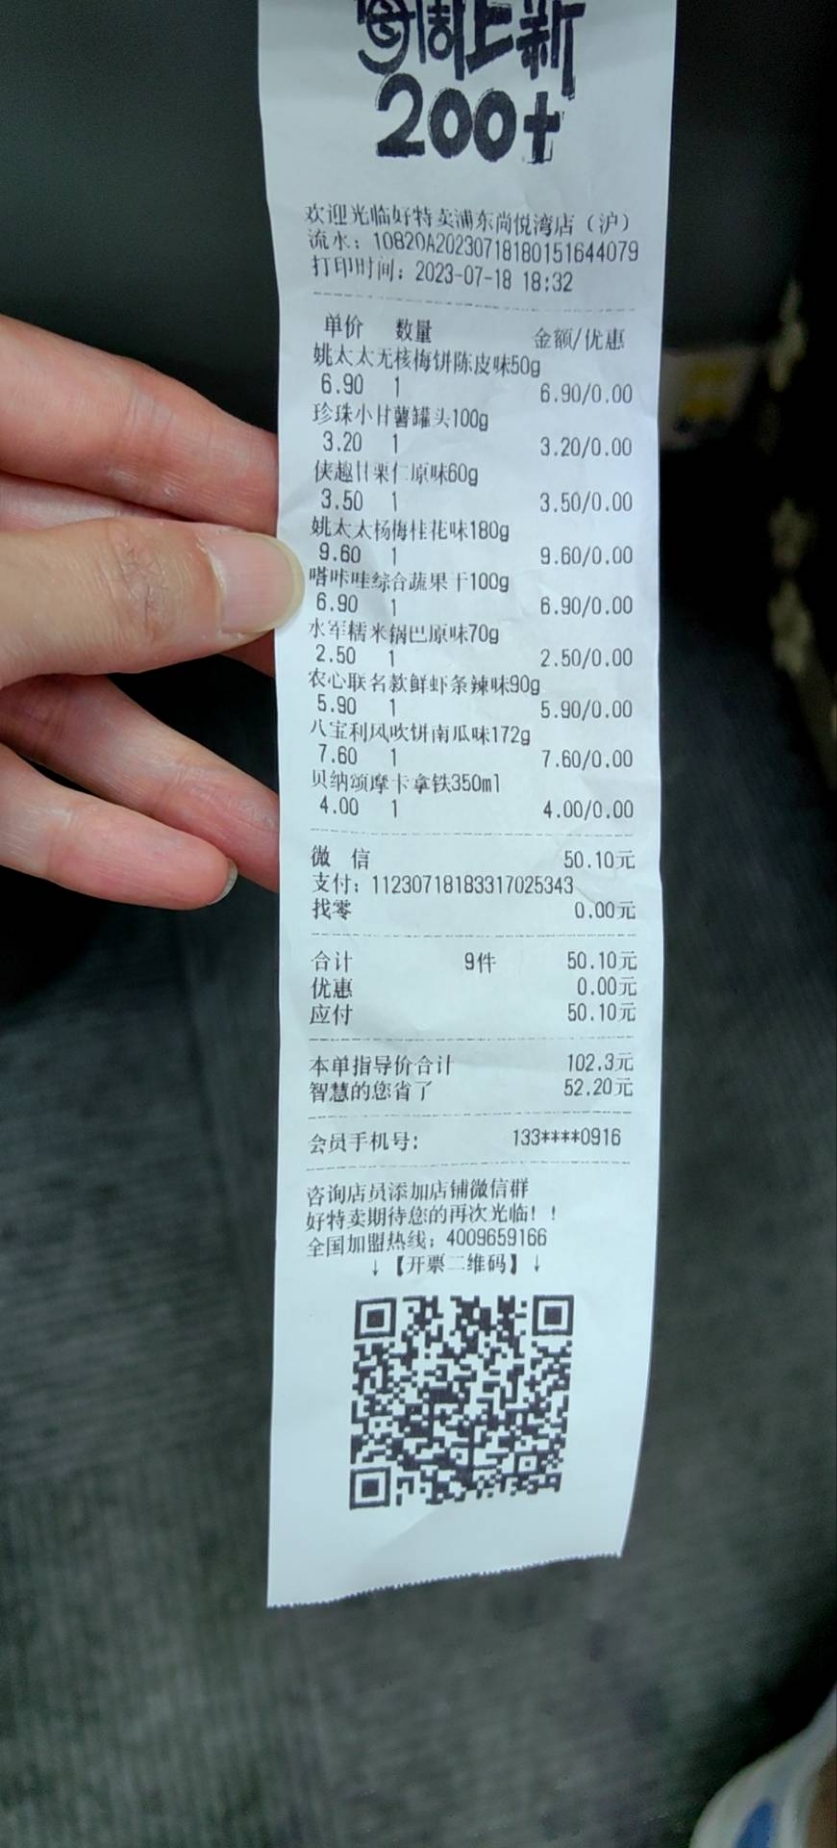 每周上新
200+
欢迎光临好特卖浦东尚悦湾店（沪）
流水：10820A20230718180151644079
打印时间：2023-07-18 18:32
单价 数量 金额/优惠
姚太太无核梅饼陈皮味50g
6.90 1 6.90/0.00
珍珠小甘薯罐头100g
3.20 1 3.20/0.00
侠趣甘栗仁原味60g
3.50 1 3.50/0.00
姚太太杨梅桂花味180g
9.60 1 9.60/0.00
嗒咔哇综合蔬果干100g
6.90 1 6.90/0.00
水军糯米锅巴原味70g
2.50 1 2.50/0.00
农心联名款鲜虾条辣味90g
5.90 1 5.90/0.00
八宝利风吹饼南瓜味172g
7.60 1 7.60/0.00
贝纳颂摩卡拿铁350ml
4.00 1 4.00/0.00
微 信 50.10元
支付：11230718183317025343
找零 0.00元
合计 9件 50.10元
优惠 0.00元
应付 50.10元
本单指导价合计 102.3元
智慧的您省了 52.20元
会员手机号: 133****0916
咨询店员添加店铺微信群
好特卖期待您的再次光临！！
全国加盟热线：4009659166
↓【开票二维码】↓